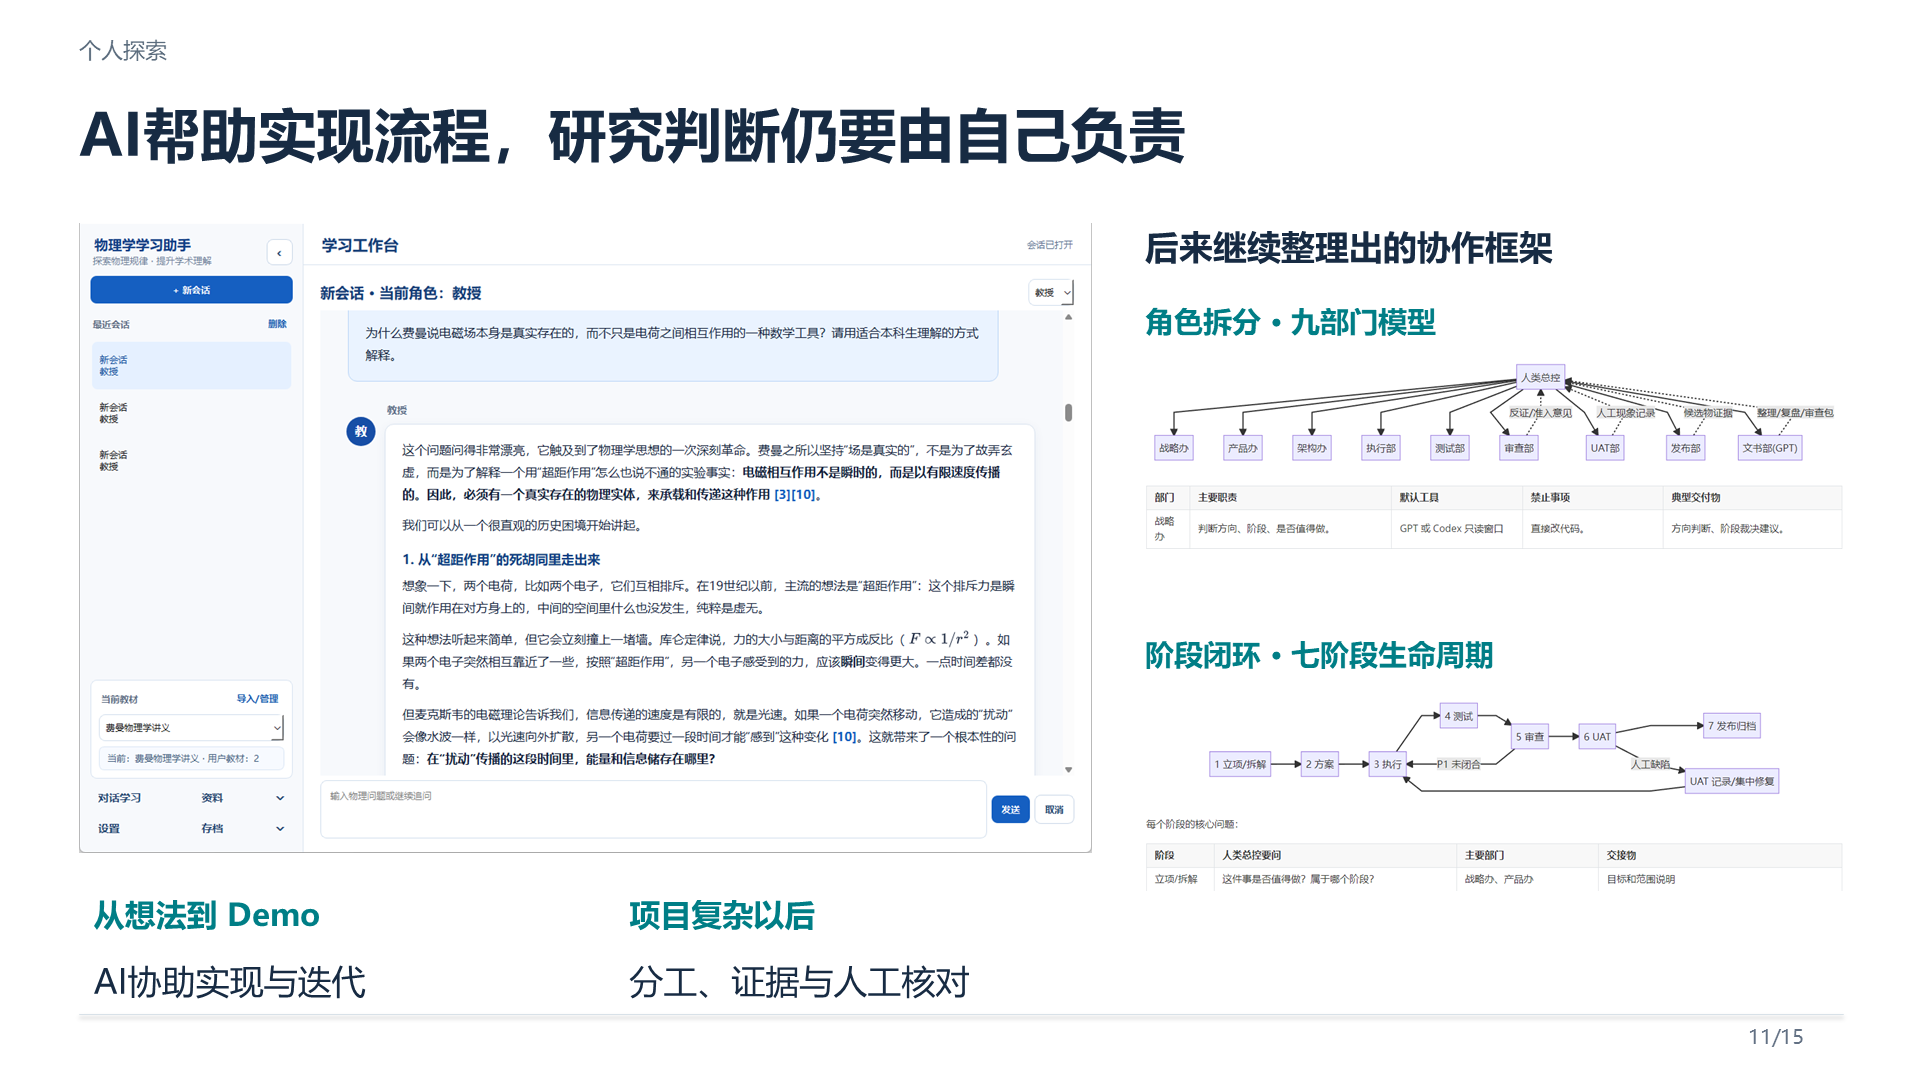 个人探索
AI帮助实现流程，研究判断仍要由自己负责
物理学学习助手
探索物理规律 · 提升学术理解
‹
+ 新会话
最近会话 删除
新会话
教授
新会话
教授
新会话
教授
当前教材 导入/管理
费曼物理学讲义
当前：费曼物理学讲义 · 用户教材：2
对话学习 资料
设置 存档
学习工作台 会话已打开
新会话 · 当前角色：教授 教授
为什么费曼说电磁场本身是真实存在的，而不只是电荷之间相互作用的一种数学工具？请用适合本科生理解的方式
解释。
教授
教
这个问题问得非常漂亮，它触及到了物理学思想的一次深刻革命。费曼之所以坚持“场是真实的”，不是为了故弄玄
虚，而是为了解释一个用“超距作用”怎么也说不通的实验事实：电磁相互作用不是瞬时的，而是以有限速度传播
的。因此，必须有一个真实存在的物理实体，来承载和传递这种作用 [3][10]。
我们可以从一个很直观的历史困境开始讲起。
1. 从“超距作用”的死胡同里走出来
想象一下，两个电荷，比如两个电子，它们互相排斥。在19世纪以前，主流的想法是“超距作用”：这个排斥力是瞬
间就作用在对方身上的，中间的空间里什么也没发生，纯粹是虚无。
这种想法听起来简单，但它会立刻撞上一堵墙。库仑定律说，力的大小与距离的平方成反比（ F ∝ 1/r² ）。如
果两个电子突然相互靠近了一些，按照“超距作用”，另一个电子感受到的力，应该瞬间变得更大。一点时间差都没
有。
但麦克斯韦的电磁理论告诉我们，信息传递的速度是有限的，就是光速。如果一个电荷突然移动，它造成的“扰动”
会像水波一样，以光速向外扩散，另一个电荷要过一段时间才能“感到”这种变化 [10]。这就带来了一个根本性的问
题：在“扰动”传播的这段时间里，能量和信息储存在哪里？
输入物理问题或继续追问
发送 取消
从想法到 Demo
AI协助实现与迭代
项目复杂以后
分工、证据与人工核对
后来继续整理出的协作框架
角色拆分 · 九部门模型
人类总控
反证/准入意见 人工现象记录 候选物证据 整理/复盘/审查包
战略办 产品办 架构办 执行部 测试部 审查部 UAT部 发布部 文书部(GPT)
部门 主要职责 默认工具 禁止事项 典型交付物
战略
办 判断方向、阶段、是否值得做。 GPT 或 Codex 只读窗口 直接改代码。 方向判断、阶段裁决建议。
阶段闭环 · 七阶段生命周期
4 测试
7 发布归档
5 审查 6 UAT
1 立项/拆解 2 方案 3 执行 P1 未闭合 人工缺陷
UAT 记录/集中修复
每个阶段的核心问题：
阶段 人类总控要问 主要部门 交接物
立项/拆解 这件事是否值得做？属于哪个阶段？ 战略办、产品办 目标和范围说明
11/15